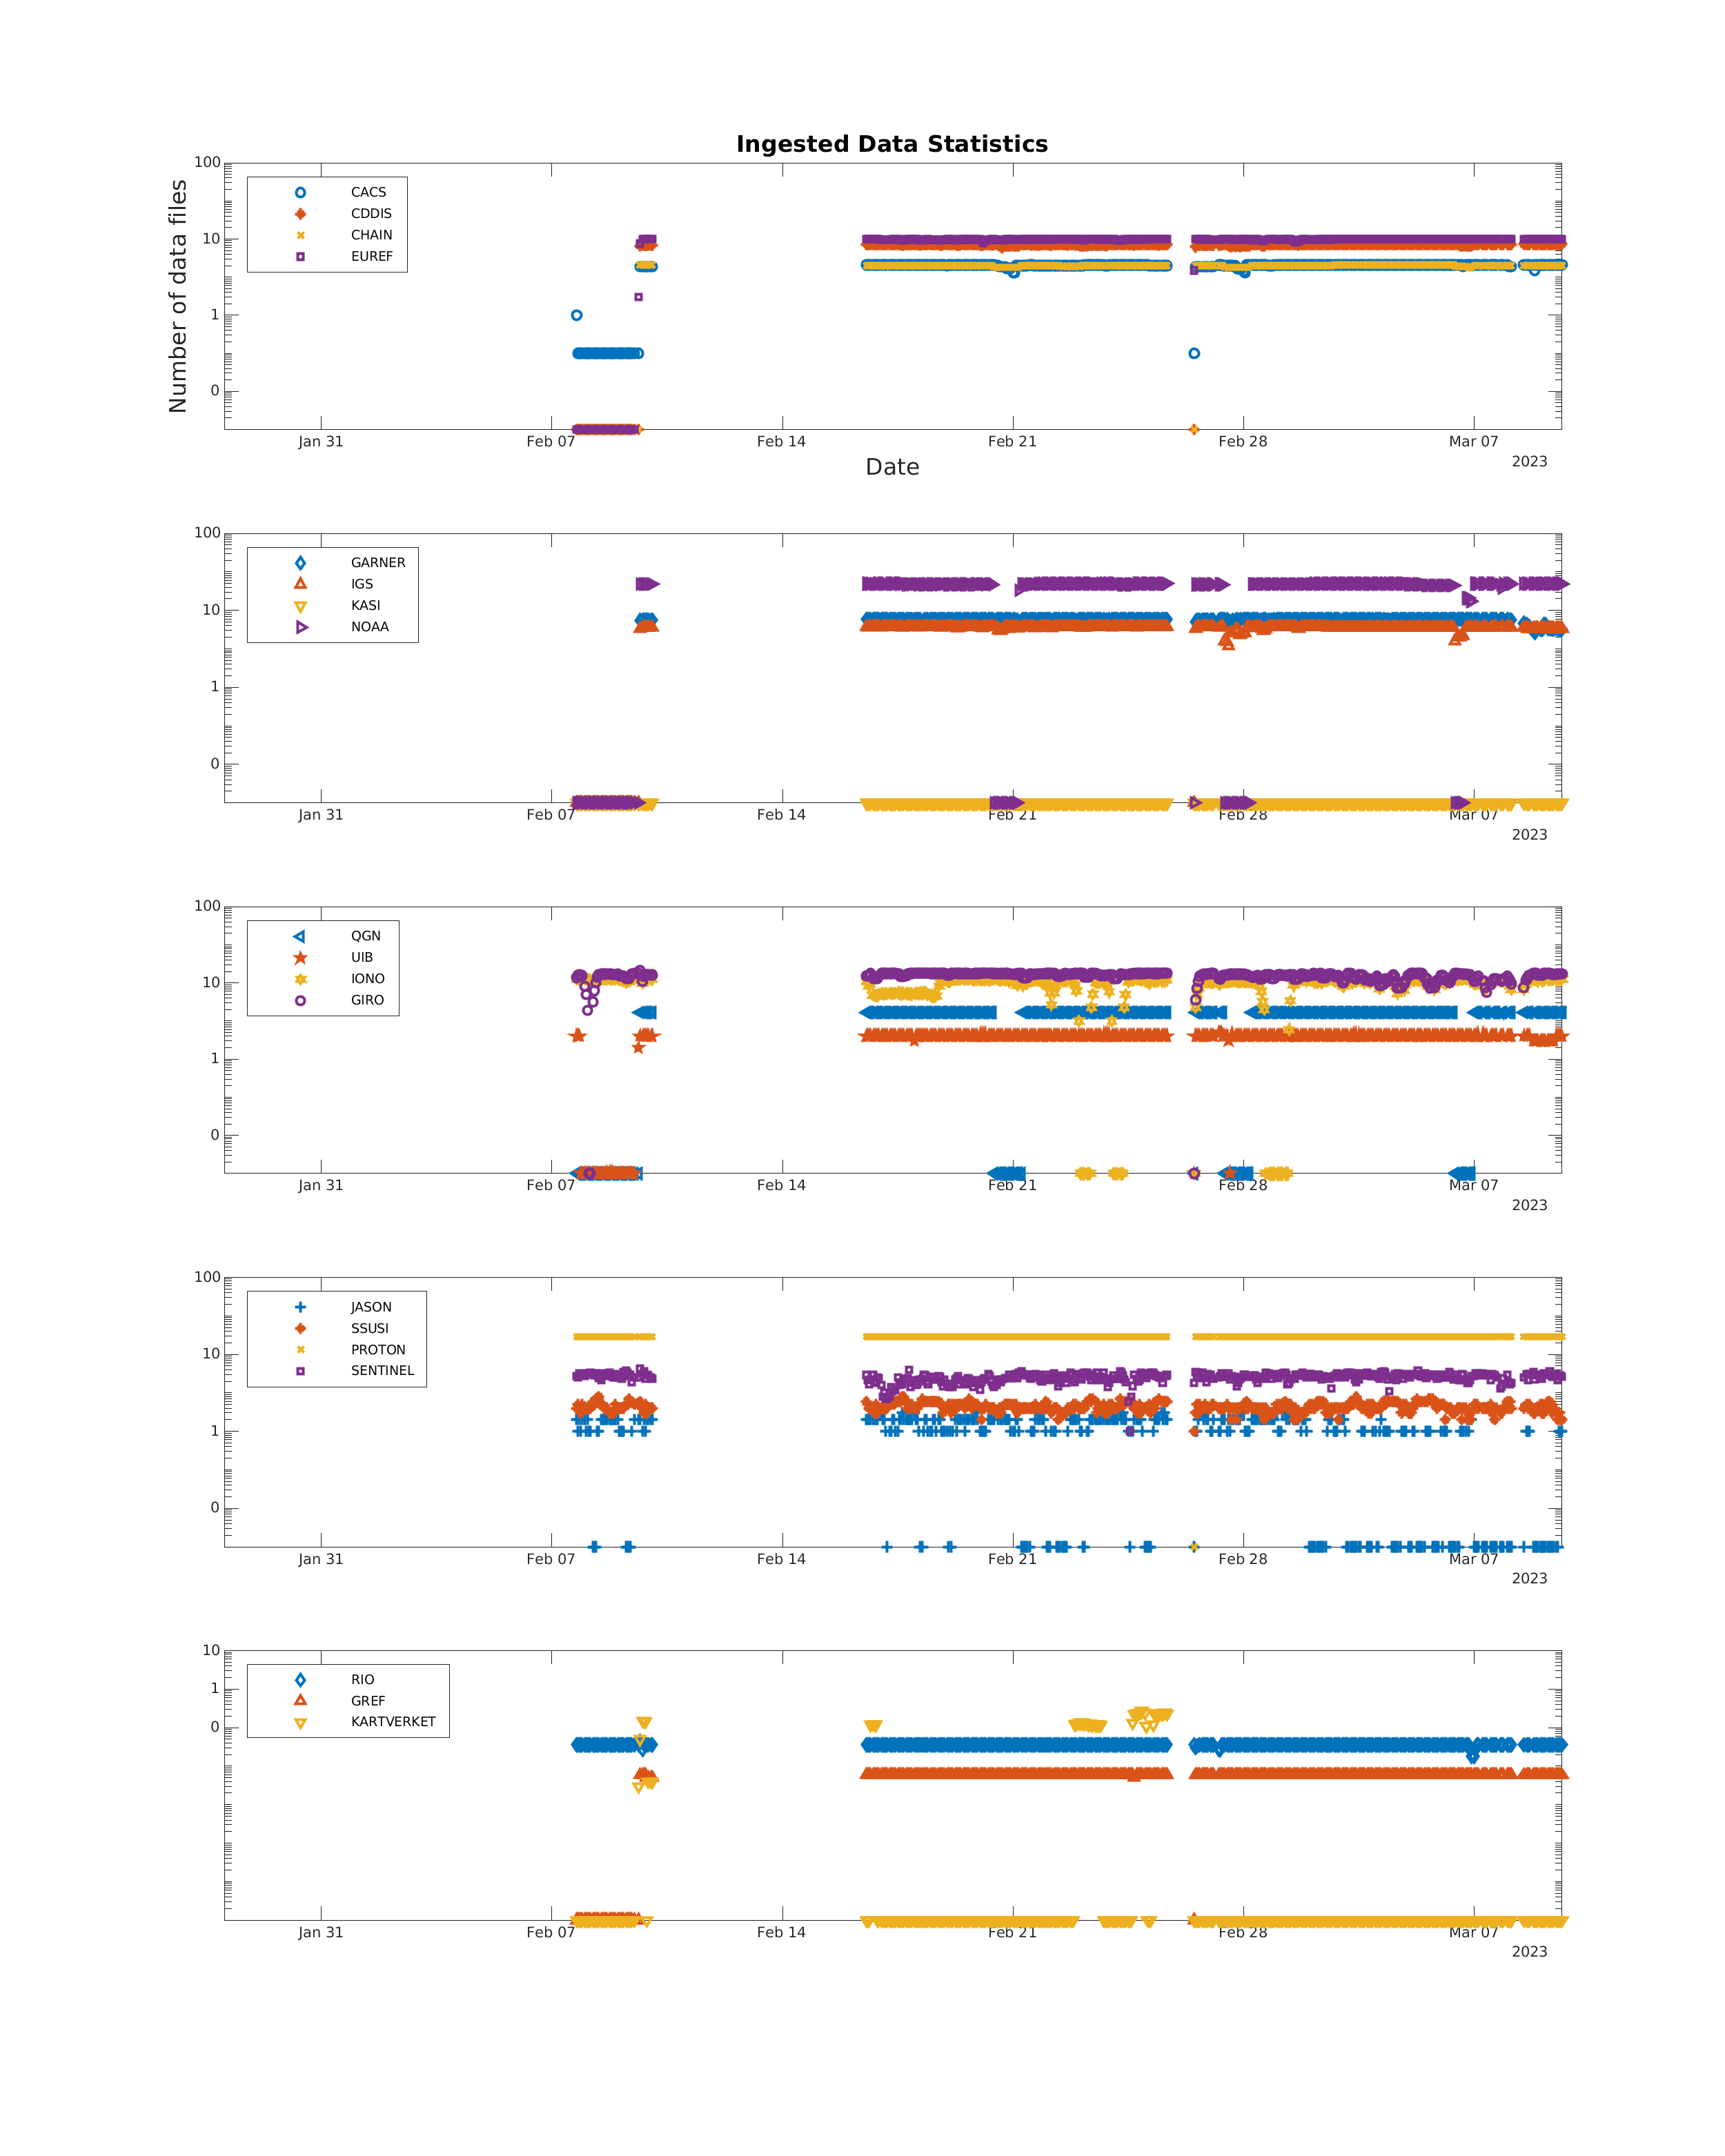 Ingested Data Statistics
Number of data files
100
10
1
0
CACS
CDDIS
CHAIN
EUREF
Jan 31 Feb 07 Feb 14 Feb 21 Feb 28 Mar 07
2023
Date
100
10
1
0
GARNER
IGS
KASI
NOAA
Jan 31 Feb 07 Feb 14 Feb 21 Feb 28 Mar 07
2023
100
10
1
0
QGN
UIB
IONO
GIRO
Jan 31 Feb 07 Feb 14 Feb 21 Feb 28 Mar 07
2023
100
10
1
0
JASON
SSUSI
PROTON
SENTINEL
Jan 31 Feb 07 Feb 14 Feb 21 Feb 28 Mar 07
2023
10
1
0
RIO
GREF
KARTVERKET
Jan 31 Feb 07 Feb 14 Feb 21 Feb 28 Mar 07
2023